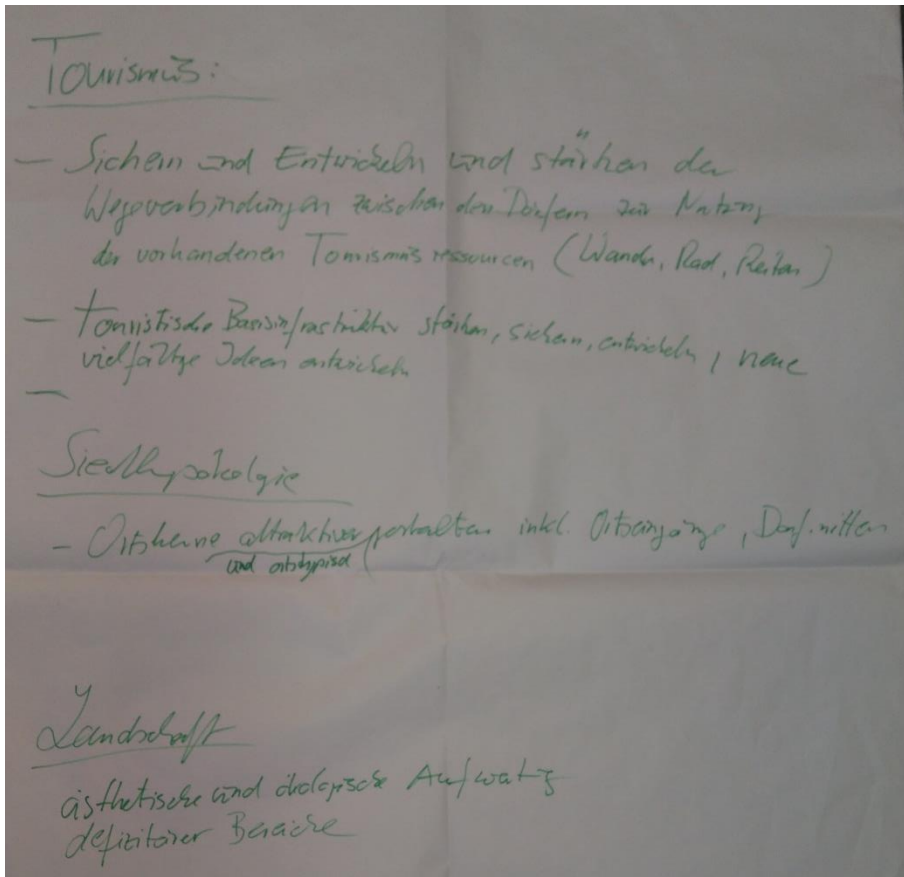 Tourismus:
- Sichern und Entwickeln und stärken der
Wegeverbindungen zwischen den Dörfern zur Nutzung
der vorhandenen Tourismusressourcen (Wandern, Rad, Reiten)
- touristische Basisinfrastruktur stärken, sichern, entwickeln, neue
vielfältige Ideen entwickeln
-
Siedlungsökologie
- Ortskerne attraktiver gestalten inkl. Ortseingänge, Dorfmitten
und ortstypisch
Landschaft
ästhetische und ökologische Aufwertung
defizitärer Bereiche